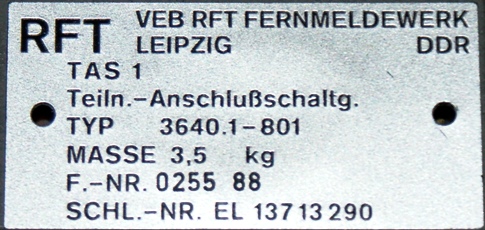 RFT VEB RFT FERNMELDEWERK
LEIPZIG DDR
TAS 1
Teiln.-Anschlußschaltg.
TYP 3640.1-801
MASSE 3,5 kg
F.-NR. 0255 88
SCHL.-NR. EL 13713290